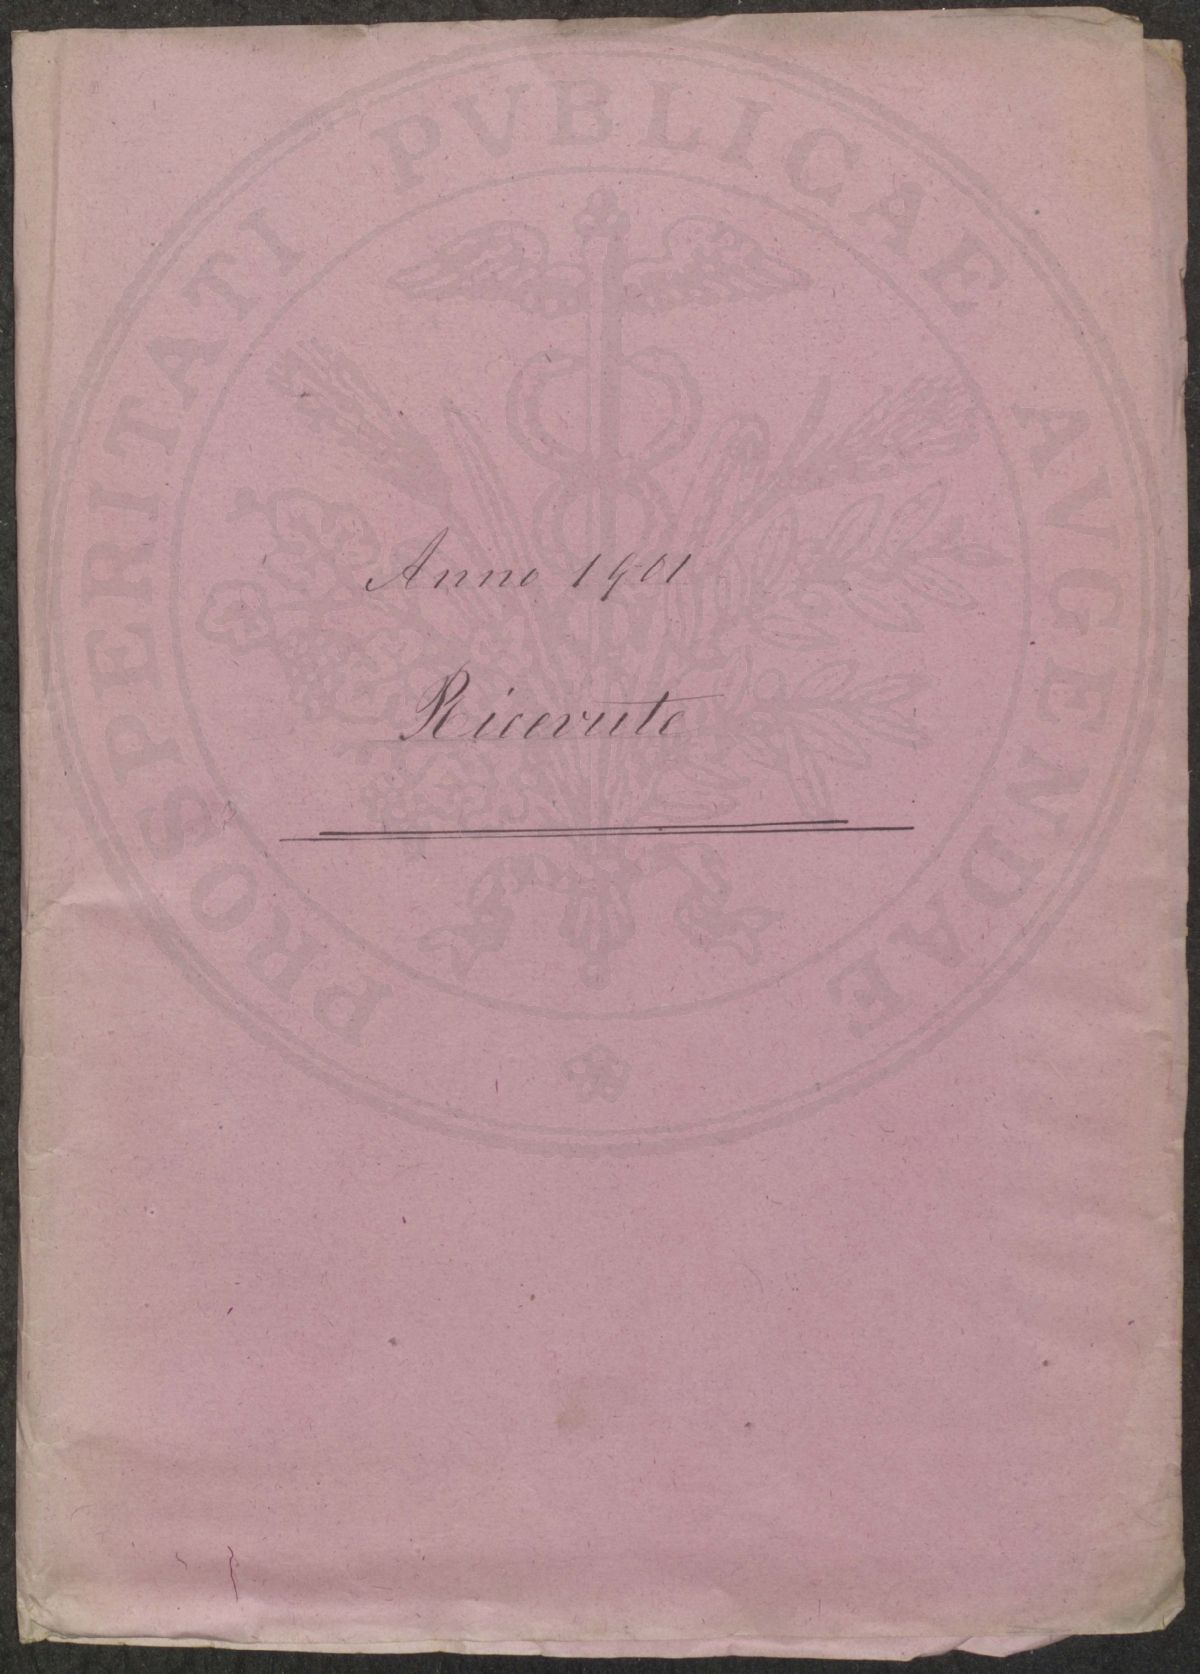 PROSPERITATI PVBLICAE AVGENDAE
Anno 1901
Ricevute